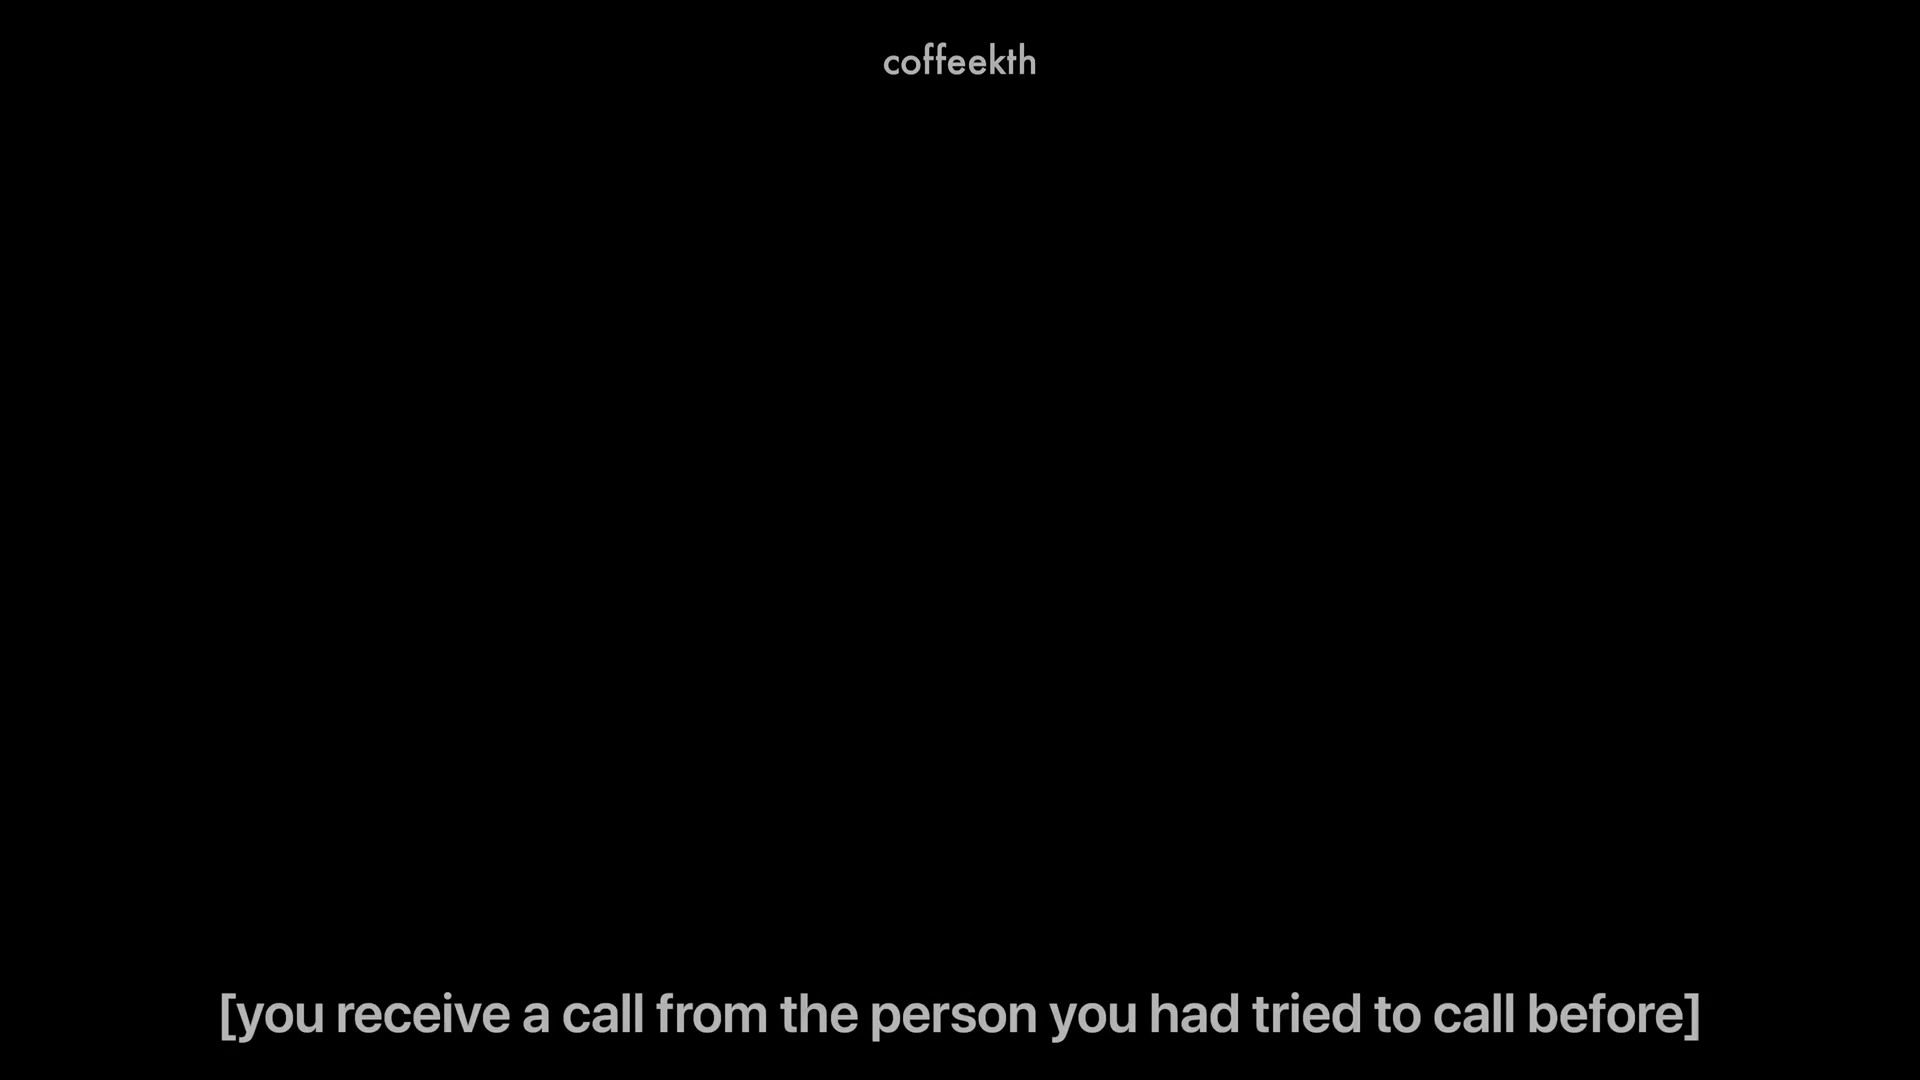 coffeekth
[you receive a call from the person you had tried to call before]